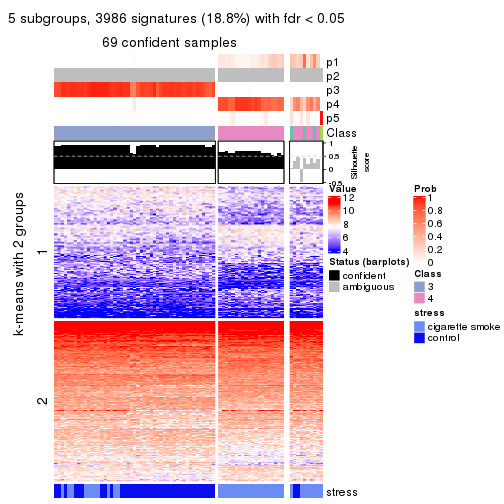 5 subgroups, 3986 signatures (18.8%) with fdr < 0.05
69 confident samples
p1
p2
p3
p4
p5
Class
1
0.5
0
-0.5
Silhouette
score
k-means with 2 groups
1
2
stress
Value
12
10
8
6
4
Status (barplots)
confident
ambiguous
Prob
1
0.8
0.6
0.4
0.2
0
Class
3
4
stress
cigarette smoke
control